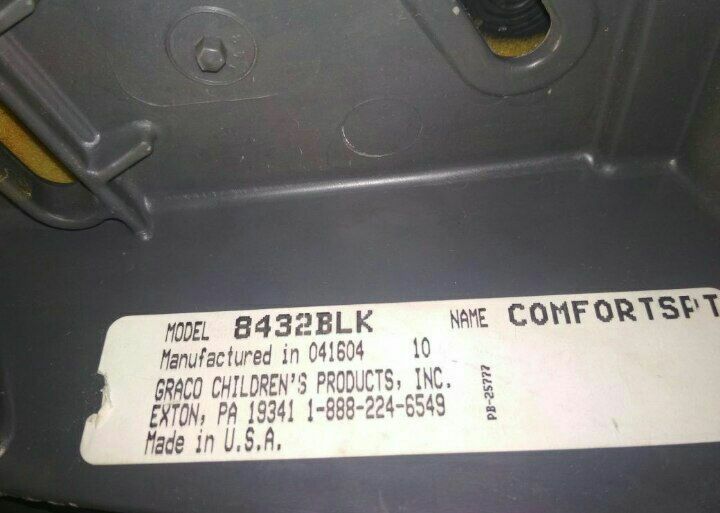 MODEL 8432BLK NAME COMFORTSPT
Manufactured in 041604 10
GRACO CHILDREN'S PRODUCTS, INC.
EXTON, PA 19341 1-888-224-6549
Made in U.S.A.
PB-25777